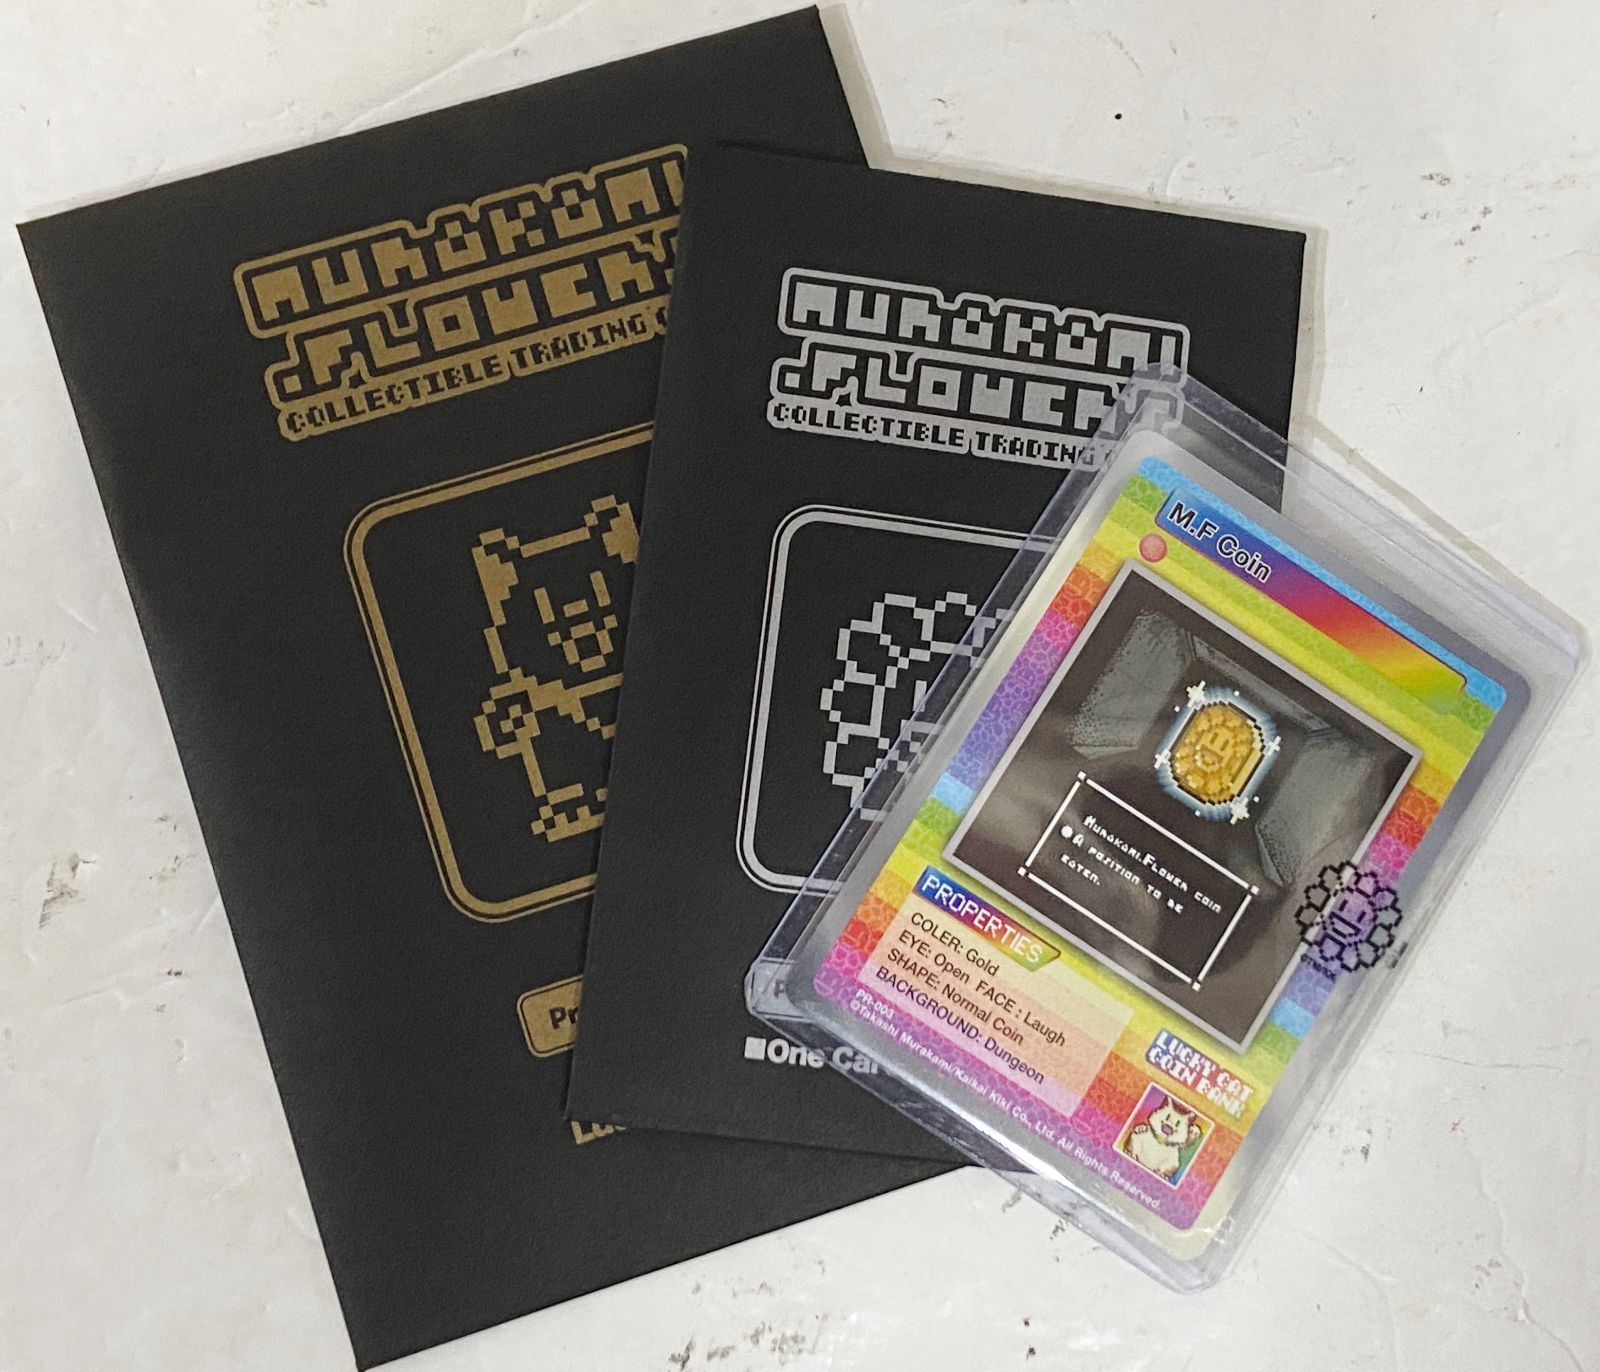 MURAKAMI
.FLOWERS
COLLECTIBLE TRADING
MURAKAMI
.FLOWERS
COLLECTIBLE TRADING
■One
M.F Coin
Murakami.Flower coin
●A position to be
eaten.
PROPERTIES
COLER: Gold
EYE: Open FACE : Laugh
SHAPE: Normal Coin
BACKGROUND: Dungeon
PR-003
©Takashi Murakami/Kaikai Kiki Co., Ltd. All Rights Reserved.
LUCKY CAT
COIN BANK